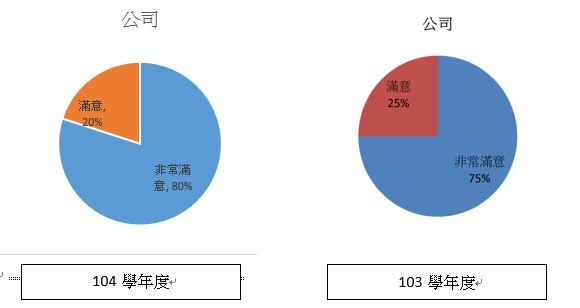 公司
滿意,
20%
非常滿
意, 80%
104 學年度
公司
滿意
25%
非常滿意
75%
103 學年度